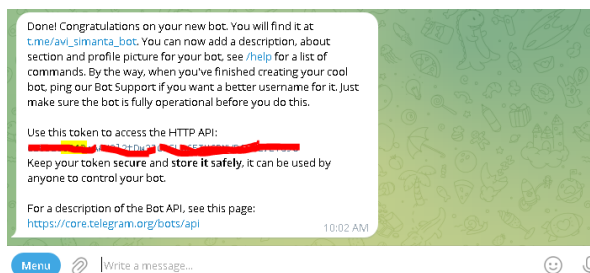 Done! Congratulations on your new bot. You will find it at
t.me/avi_simanta_bot. You can now add a description, about
section and profile picture for your bot, see /help for a list of
commands. By the way, when you've finished creating your cool
bot, ping our Bot Support if you want a better username for it. Just
make sure the bot is fully operational before you do this.
Use this token to access the HTTP API:
Keep your token secure and store it safely, it can be used by
anyone to control your bot.
For a description of the Bot API, see this page:
https://core.telegram.org/bots/api
10:02 AM
Menu
Write a message...